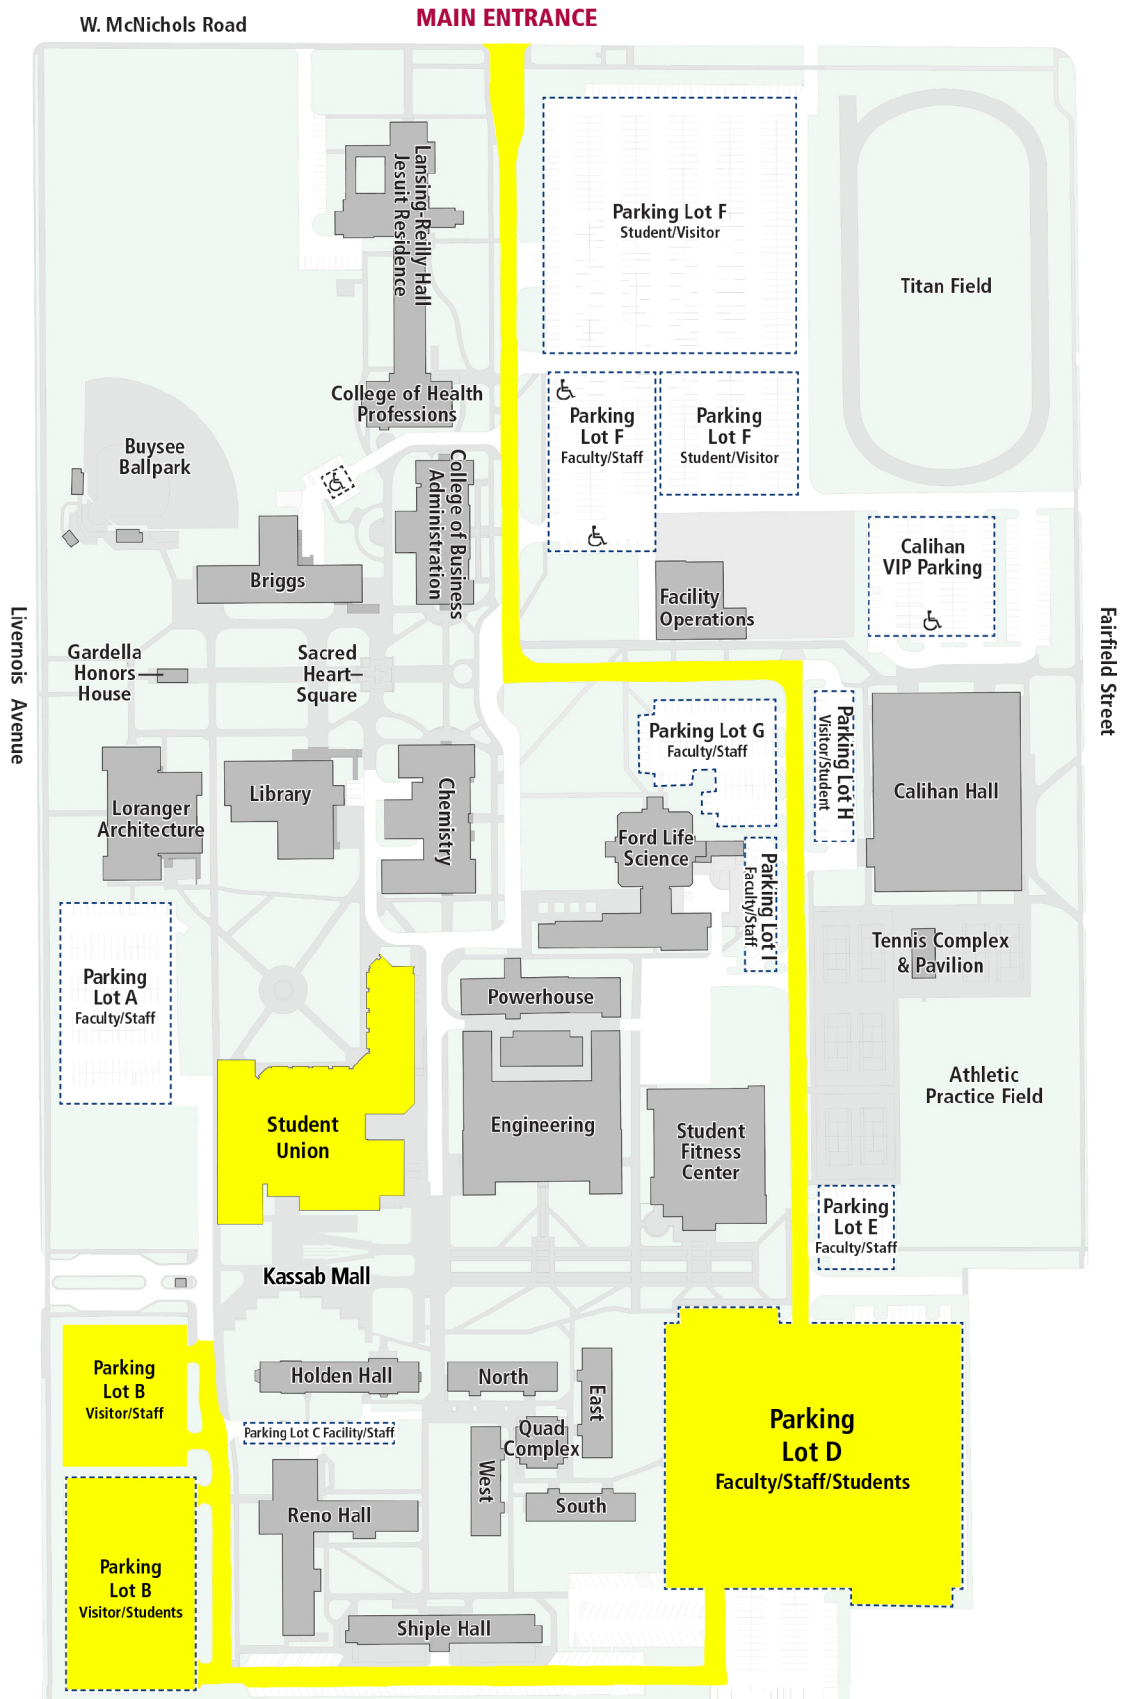 MAIN ENTRANCE
W. McNichols Road
Lansing-Reilly Hall
Jesuit Residence
Parking Lot F
Student/Visitor
Titan Field
College of Health
Professions
Parking
Lot F
Faculty/Staff
Parking
Lot F
Student/Visitor
Buysee
Ballpark
College of Business
Administration
Calihan
VIP Parking
Briggs
Facility
Operations
Livernois Avenue
Fairfield Street
Gardella
Honors
House
Sacred
Heart
Square
Parking Lot G
Faculty/Staff
Parking Lot H
Visitor/Student
Calihan Hall
Library
Loranger
Architecture
Chemistry
Ford Life
Science
Parking Lot I
Faculty/Staff
Tennis Complex
& Pavilion
Parking
Lot A
Faculty/Staff
Powerhouse
Athletic
Practice Field
Student
Union
Engineering
Student
Fitness
Center
Parking
Lot E
Faculty/Staff
Kassab Mall
Parking
Lot B
Visitor/Staff
Holden Hall
North
East
Parking Lot C Facility/Staff
Quad
Complex
Parking
Lot D
Faculty/Staff/Students
West
South
Reno Hall
Parking
Lot B
Visitor/Students
Shiple Hall